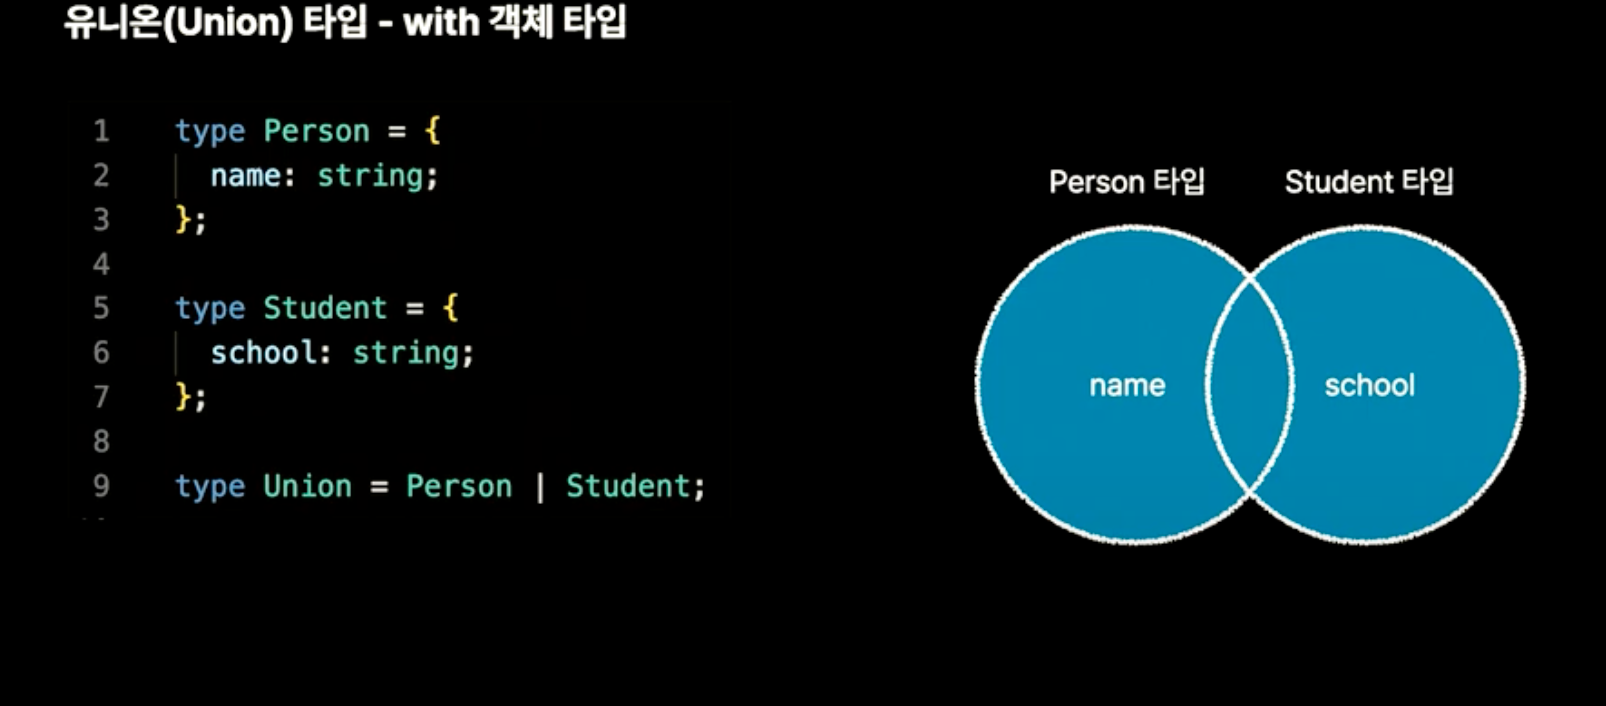 유니온(Union) 타입 - with 객체 타입
1 type Person = {
2 name: string;
3 };
4
5 type Student = {
6 school: string;
7 };
8
9 type Union = Person | Student;
Person 타입 Student 타입
name school